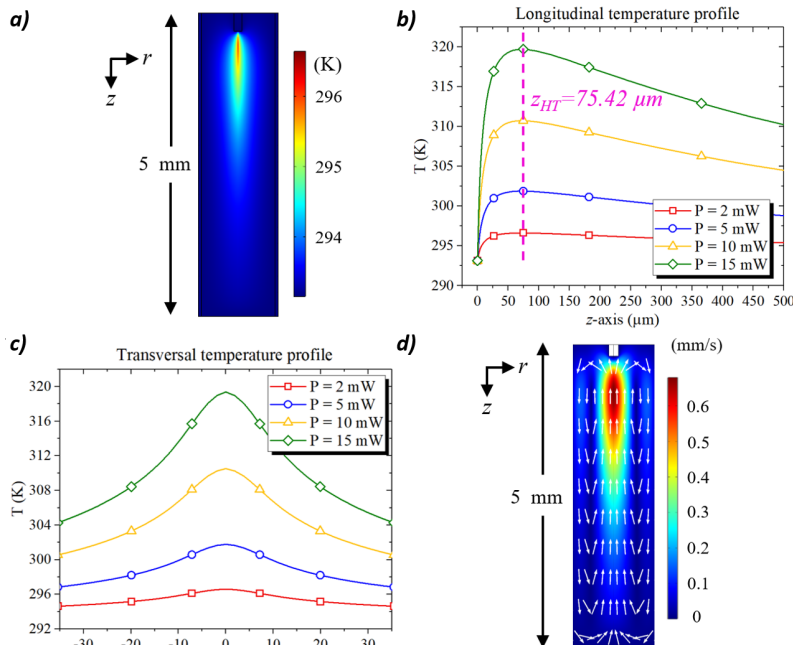 a)
r
z
5 mm
(K)
296
295
294
b)
Longitudinal temperature profile
T (K)
320
315
310
305
300
295
290
z_HT=75.42 µm
P = 2 mW
P = 5 mW
P = 10 mW
P = 15 mW
0 50 100 150 200 250 300 350 400 450 500
z-axis (µm)
c)
Transversal temperature profile
T (K)
320
316
312
308
304
300
296
292
P = 2 mW
P = 5 mW
P = 10 mW
P = 15 mW
-30 -20 -10 0 10 20 30
d)
r
z
5 mm
(mm/s)
0.6
0.5
0.4
0.3
0.2
0.1
0